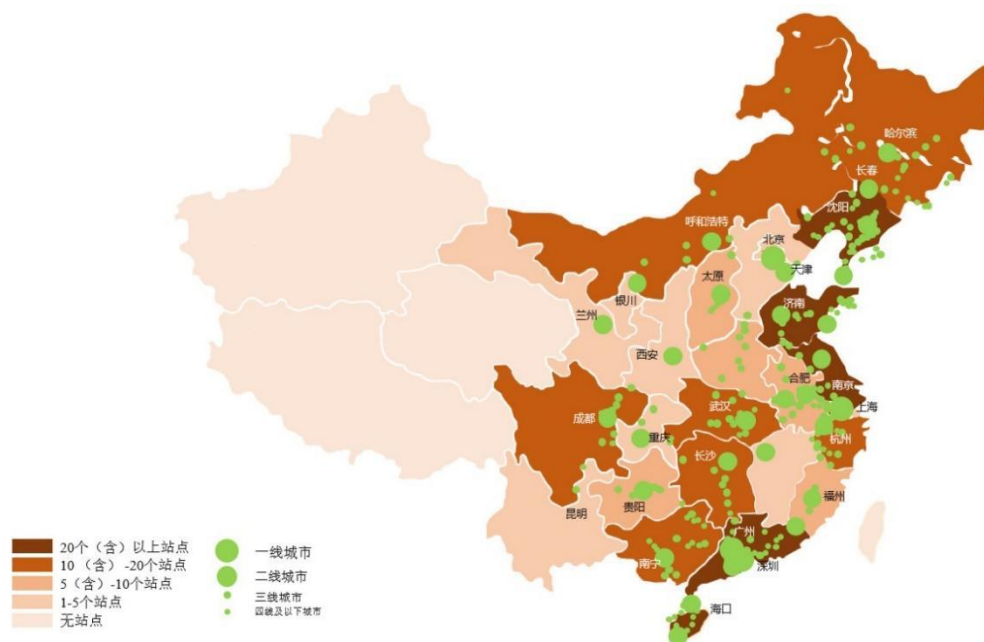 哈尔滨
长春
沈阳
呼和浩特
北京
天津
太原
银川
济南
兰州
西安
合肥
南京
上海
武汉
成都
重庆
杭州
长沙
福州
贵阳
昆明
广州
深圳
南宁
海口
20个（含）以上站点
10（含）-20个站点
5（含）-10个站点
1-5个站点
无站点
一线城市
二线城市
三线城市
四线及以下城市